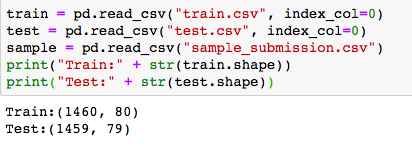 train = pd.read_csv("train.csv", index_col=0)
test = pd.read_csv("test.csv", index_col=0)
sample = pd.read_csv("sample_submission.csv")
print("Train:" + str(train.shape))
print("Test:" + str(test.shape))
Train:(1460, 80)
Test:(1459, 79)